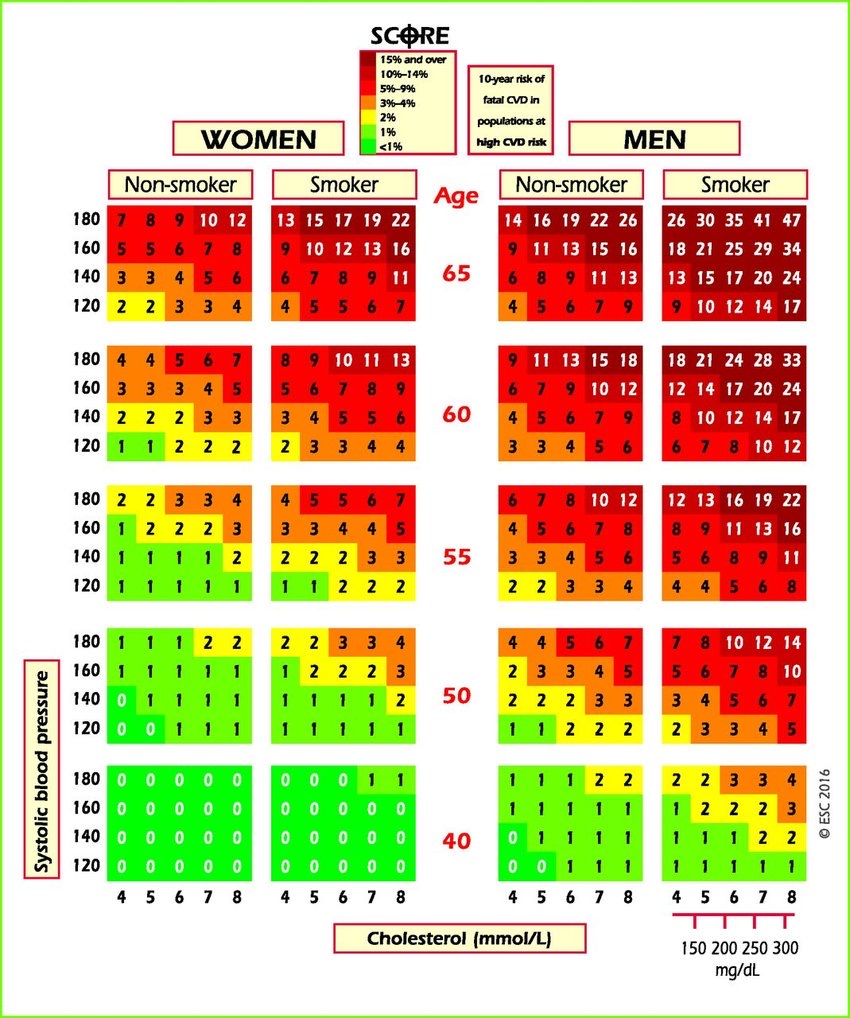 SCORE
15% and over
10%–14%
5%–9%
3%–4%
2%
1%
<1%
10-year risk of
fatal CVD in
populations at
high CVD risk
WOMEN
MEN
Non-smoker Smoker Age Non-smoker Smoker
180 7 8 9 10 12 13 15 17 19 22 14 16 19 22 26 26 30 35 41 47
160 5 5 6 7 8 9 10 12 13 16 9 11 13 15 16 18 21 25 29 34
65
140 3 3 4 5 6 6 7 8 9 11 6 8 9 11 13 13 15 17 20 24
120 2 2 3 3 4 4 5 5 6 7 4 5 6 7 9 9 10 12 14 17
180 4 4 5 6 7 8 9 10 11 13 9 11 13 15 18 18 21 24 28 33
160 3 3 3 4 5 5 6 7 8 9 6 7 9 10 12 12 14 17 20 24
60
140 2 2 2 3 3 3 4 5 5 6 4 5 6 7 9 8 10 12 14 17
120 1 1 2 2 2 2 3 3 4 4 3 3 4 5 6 6 7 8 10 12
180 2 2 3 3 4 4 5 5 6 7 6 7 8 10 12 12 13 16 19 22
160 1 2 2 2 3 3 3 4 4 5 4 5 6 7 8 8 9 11 13 16
55
140 1 1 1 1 2 2 2 2 3 3 3 3 4 5 6 5 6 8 9 11
120 1 1 1 1 1 1 1 2 2 2 2 2 3 3 4 4 4 5 6 8
180 1 1 1 2 2 2 2 3 3 4 4 4 5 6 7 7 8 10 12 14
160 1 1 1 1 1 1 2 2 2 3 2 3 3 4 5 5 6 7 8 10
50
140 0 1 1 1 1 1 1 1 1 2 2 2 2 3 3 3 4 5 6 7
120 0 0 1 1 1 1 1 1 1 1 1 1 2 2 2 2 3 3 4 5
180 0 0 0 0 0 0 0 0 1 1 1 1 1 2 2 2 2 3 3 4
160 0 0 0 0 0 0 0 0 0 0 1 1 1 1 1 1 2 2 2 3
40
140 0 0 0 0 0 0 0 0 0 0 0 1 1 1 1 1 1 1 2 2
120 0 0 0 0 0 0 0 0 0 0 0 0 1 1 1 1 1 1 1 1
4 5 6 7 8 4 5 6 7 8 4 5 6 7 8 4 5 6 7 8
Systolic blood pressure
Cholesterol (mmol/L)
150 200 250 300
mg/dL
© ESC 2016